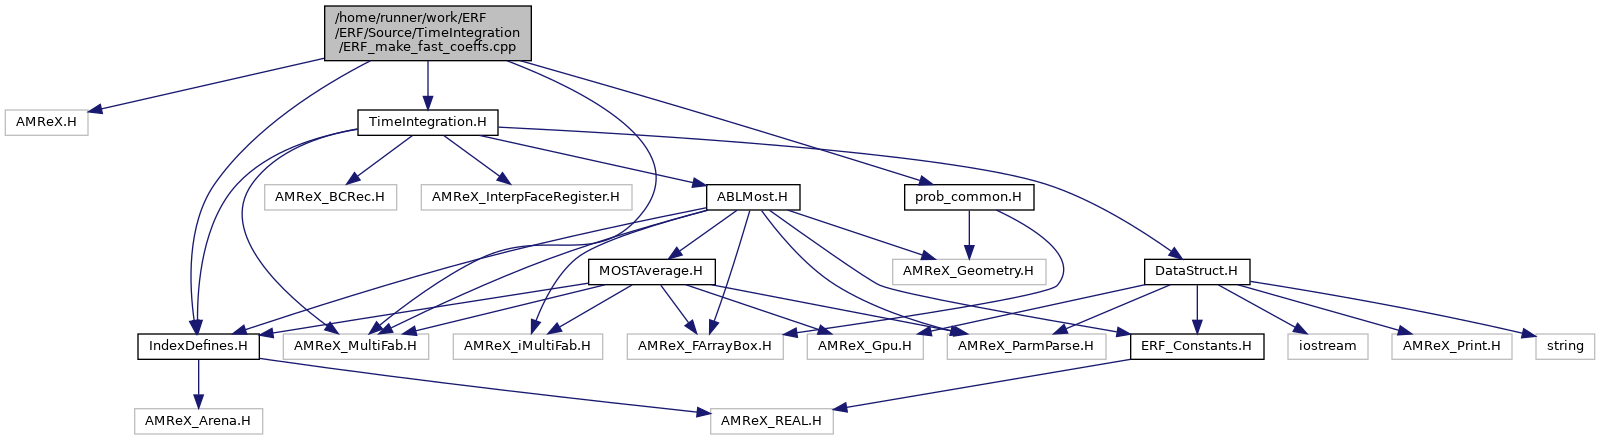 /home/runner/work/ERF
/ERF/Source/TimeIntegration
/ERF_make_fast_coeffs.cpp
AMReX.H
TimeIntegration.H
AMReX_BCRec.H
AMReX_InterpFaceRegister.H
ABLMost.H
prob_common.H
MOSTAverage.H
AMReX_Geometry.H
DataStruct.H
IndexDefines.H
AMReX_MultiFab.H
AMReX_iMultiFab.H
AMReX_FArrayBox.H
AMReX_Gpu.H
AMReX_ParmParse.H
ERF_Constants.H
iostream
AMReX_Print.H
string
AMReX_Arena.H
AMReX_REAL.H